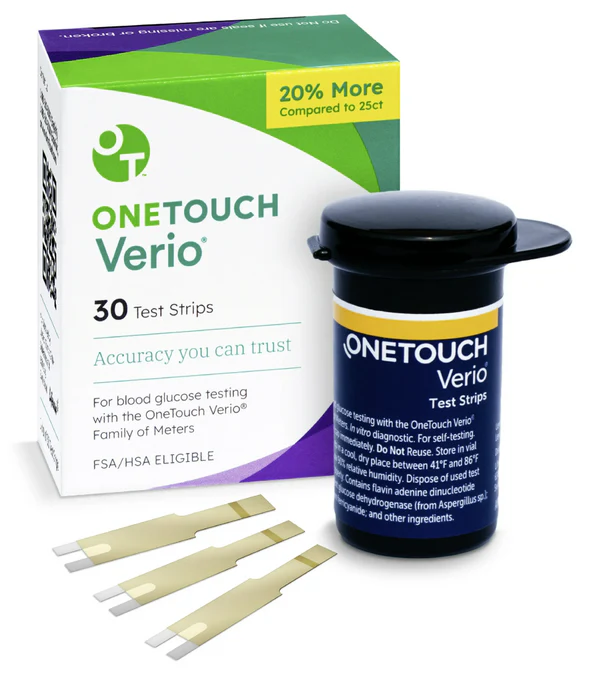 Do Not use if seals are missing or broken.
20% More
Compared to 25ct
OT
ONETOUCH
Verio®
30 Test Strips
Accuracy you can trust
For blood glucose testing
with the OneTouch Verio®
Family of Meters
FSA/HSA ELIGIBLE
ONETOUCH
Verio®
Test Strips
glucose testing with the OneTouch Verio®
In vitro diagnostic. For self-testing.
immediately. Do Not Reuse. Store in vial
in a cool, dry place between 41°F and 86°F
relative humidity. Dispose of used test
Contains flavin adenine dinucleotide
glucose dehydrogenase (from Aspergillus sp.);
and other ingredients.